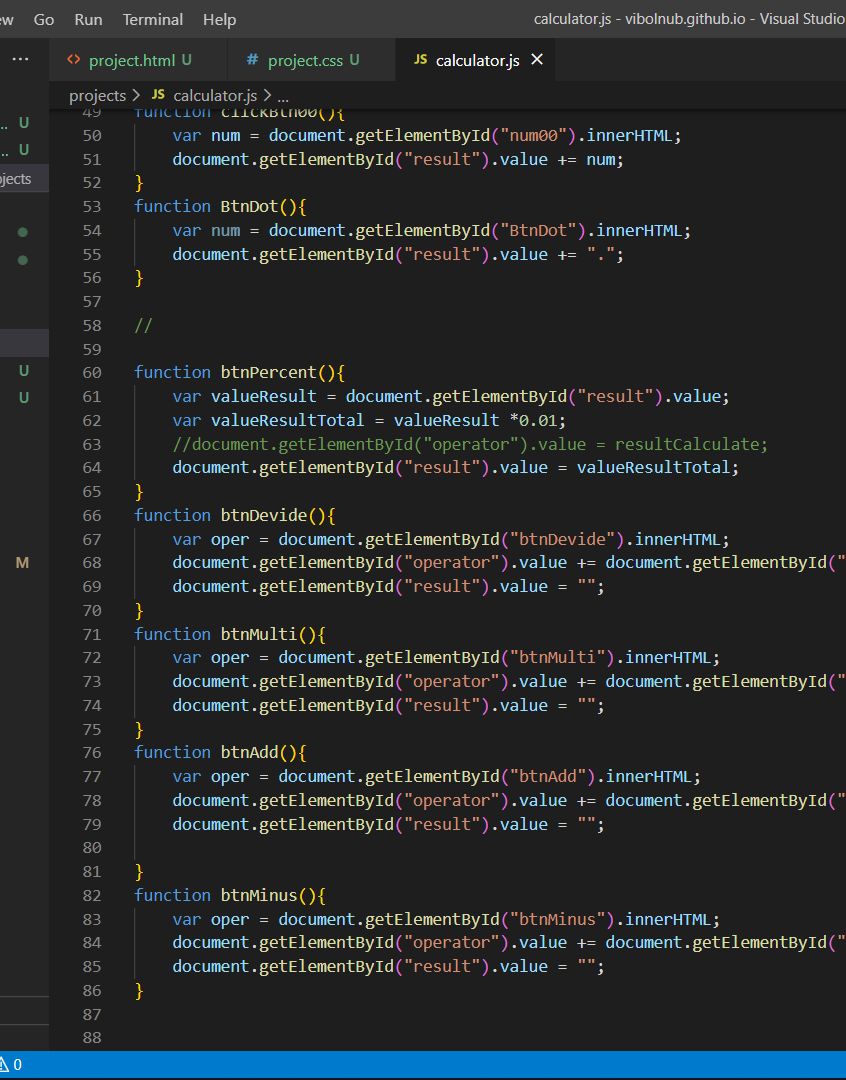 ew Go Run Terminal Help calculator.js - vibolnub.github.io - Visual Studio
... <> project.html U # project.css U JS calculator.js ×
projects > JS calculator.js > ...
49 function clickBtn00(){
.. U
50 var num = document.getElementById("num00").innerHTML;
.. U
51 document.getElementById("result").value += num;
ojects
52 }
53 function BtnDot(){
54 var num = document.getElementById("BtnDot").innerHTML;
55 document.getElementById("result").value += ".";
56 }
57
58 //
59
U
60 function btnPercent(){
U
61 var valueResult = document.getElementById("result").value;
62 var valueResultTotal = valueResult *0.01;
63 //document.getElementById("operator").value = resultCalculate;
64 document.getElementById("result").value = valueResultTotal;
65 }
66 function btnDevide(){
67 var oper = document.getElementById("btnDevide").innerHTML;
M
68 document.getElementById("operator").value += document.getElementById("
69 document.getElementById("result").value = "";
70 }
71 function btnMulti(){
72 var oper = document.getElementById("btnMulti").innerHTML;
73 document.getElementById("operator").value += document.getElementById("
74 document.getElementById("result").value = "";
75 }
76 function btnAdd(){
77 var oper = document.getElementById("btnAdd").innerHTML;
78 document.getElementById("operator").value += document.getElementById("
79 document.getElementById("result").value = "";
80
81 }
82 function btnMinus(){
83 var oper = document.getElementById("btnMinus").innerHTML;
84 document.getElementById("operator").value += document.getElementById("
85 document.getElementById("result").value = "";
86 }
87
88
0